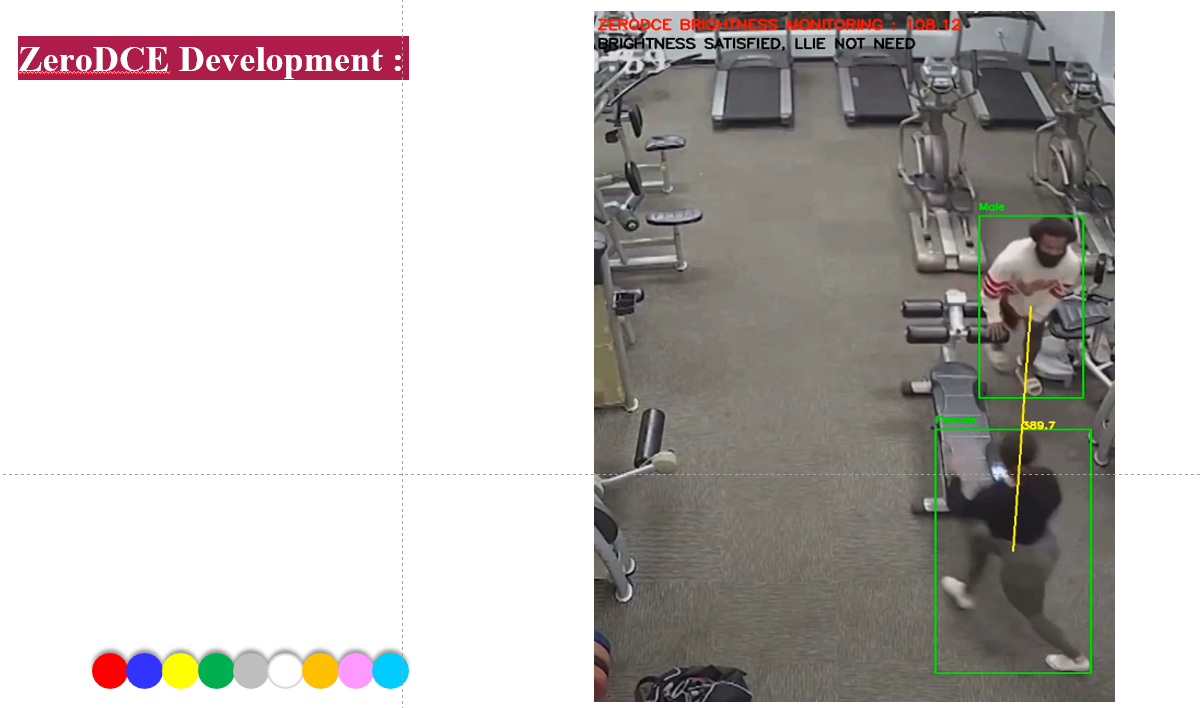 ZeroDCE Development :
ZERODCE BRIGHTNESS MONITORING : 108.12
BRIGHTNESS SATISFIED, LLIE NOT NEED
Male
Female
389.7